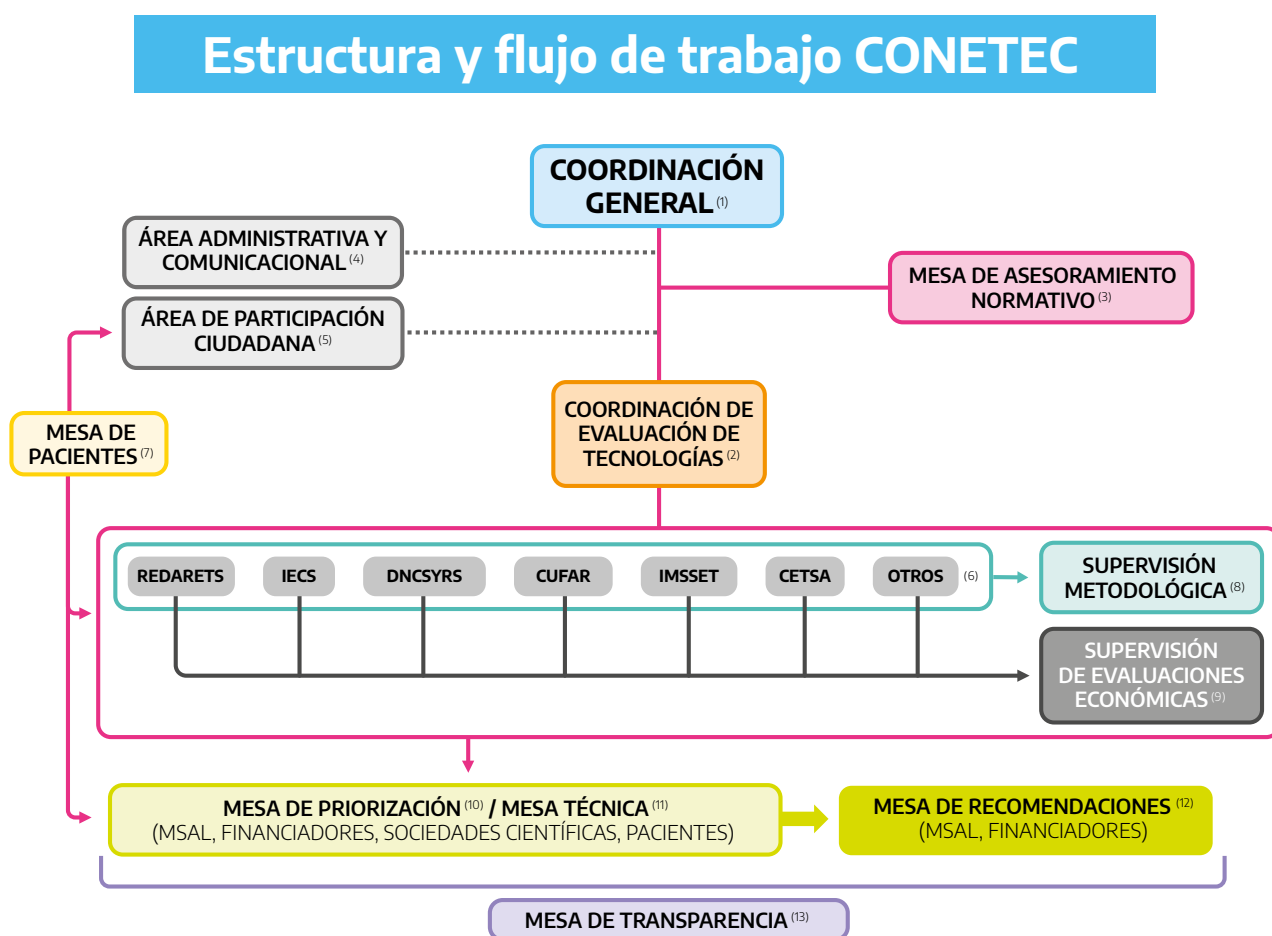 Estructura y flujo de trabajo CONETEC
COORDINACIÓN
GENERAL (1)
ÁREA ADMINISTRATIVA Y
COMUNICACIONAL (4)
MESA DE ASESORAMIENTO
NORMATIVO (3)
ÁREA DE PARTICIPACIÓN
CIUDADANA (5)
COORDINACIÓN DE
EVALUACIÓN DE
TECNOLOGÍAS (2)
MESA DE
PACIENTES (7)
REDARETS
IECS
DNCSYRS
CUFAR
IMSSET
CETSA
OTROS
(6)
SUPERVISIÓN
METODOLÓGICA (8)
SUPERVISIÓN
DE EVALUACIONES
ECONÓMICAS (9)
MESA DE PRIORIZACIÓN (10) / MESA TÉCNICA (11)
(MSAL, FINANCIADORES, SOCIEDADES CIENTÍFICAS, PACIENTES)
MESA DE RECOMENDACIONES (12)
(MSAL, FINANCIADORES)
MESA DE TRANSPARENCIA (13)